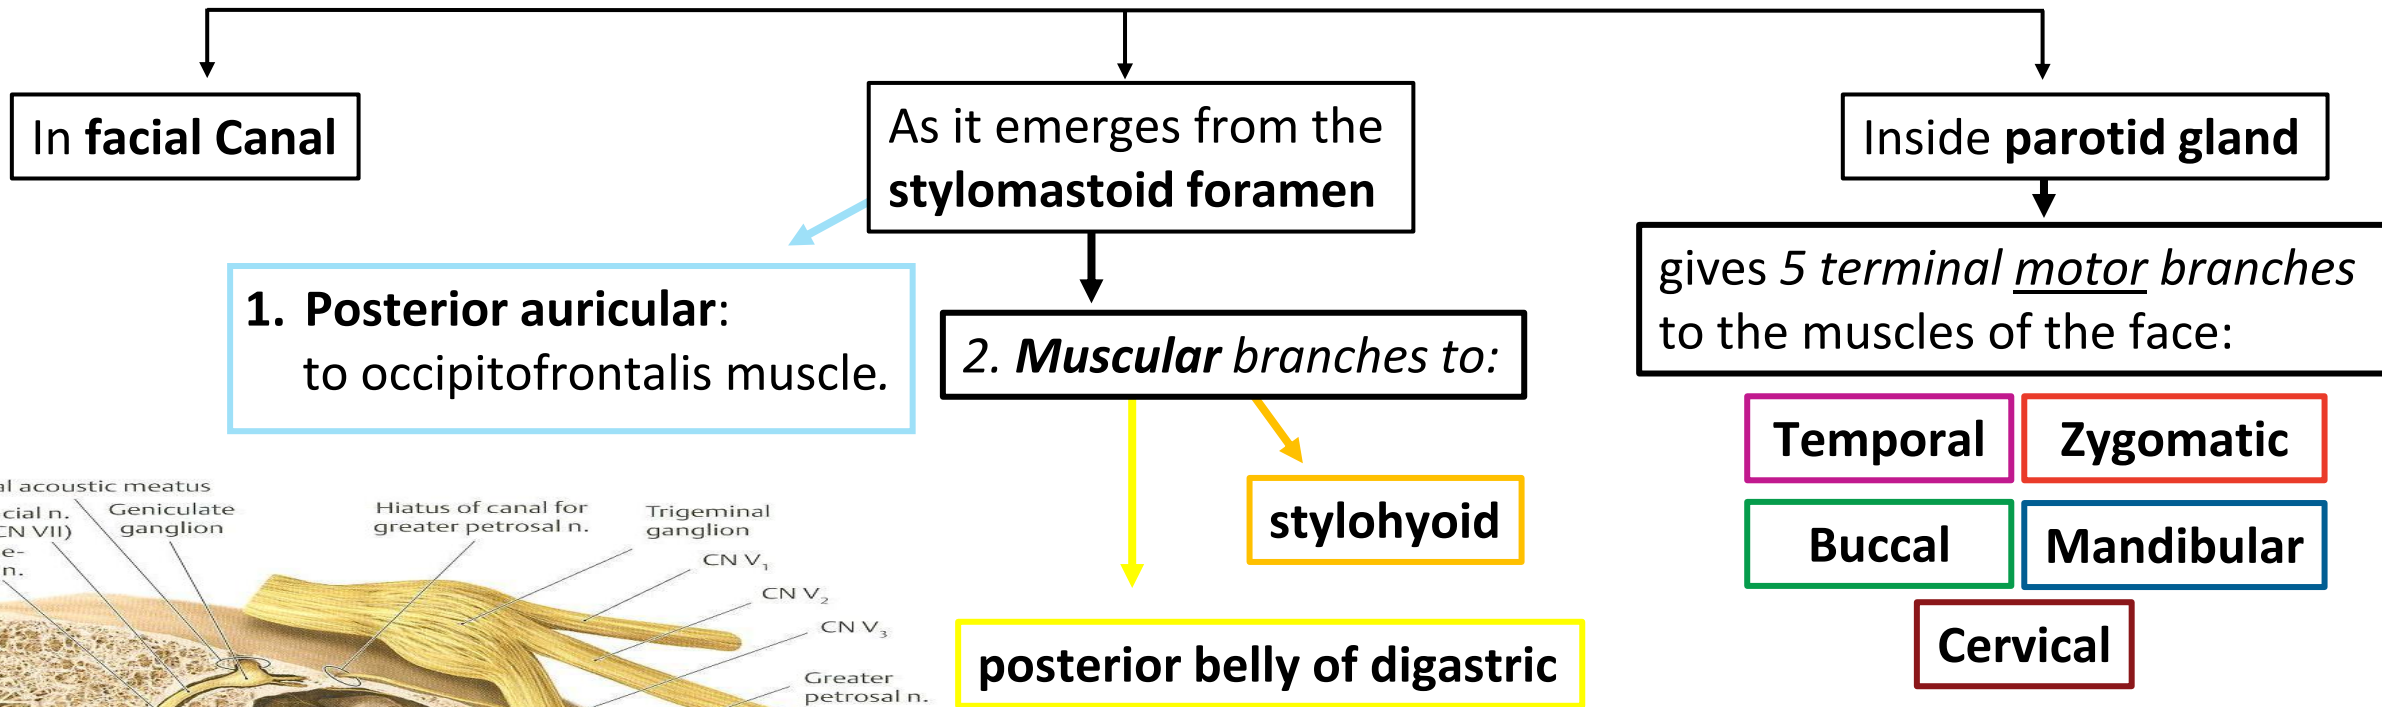 In facial Canal
As it emerges from the
stylomastoid foramen
Inside parotid gland
1. Posterior auricular:
to occipitofrontalis muscle.
2. Muscular branches to:
stylohyoid
posterior belly of digastric
gives 5 terminal motor branches
to the muscles of the face:
Temporal
Zygomatic
Buccal
Mandibular
Cervical
acoustic meatus
n.
CN VII)
n.
Geniculate
ganglion
Hiatus of canal for
greater petrosal n.
Trigeminal
ganglion
CN V1
CN V2
CN V3
Greater
petrosal n.